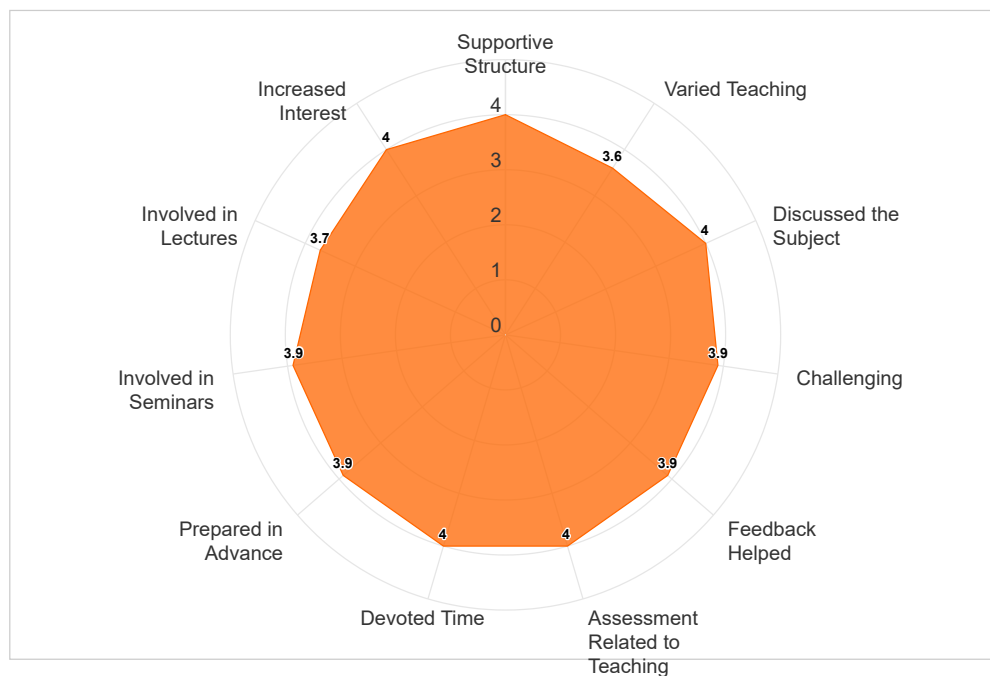 Supportive
Structure
Increased
Interest
Varied Teaching
4
4
3.6
3
Involved in
Lectures
3.7
2
4
Discussed the
Subject
1
0
Involved in
Seminars
3.9
3.9
Challenging
3.9
3.9
Prepared in
Advance
4
4
Feedback
Helped
Devoted Time
Assessment
Related to
Teaching